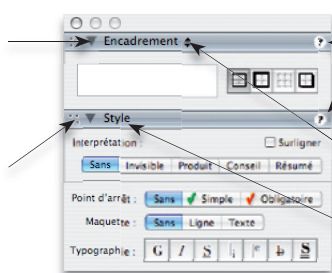 Encadrement ?
Style ?
Interprétation : Surligner
Sans Invisible Produit Conseil Résumé
Point d'arrêt : Sans Simple Obligatoire
Maquette : Sans Ligne Texte
Typographie : G I S b S